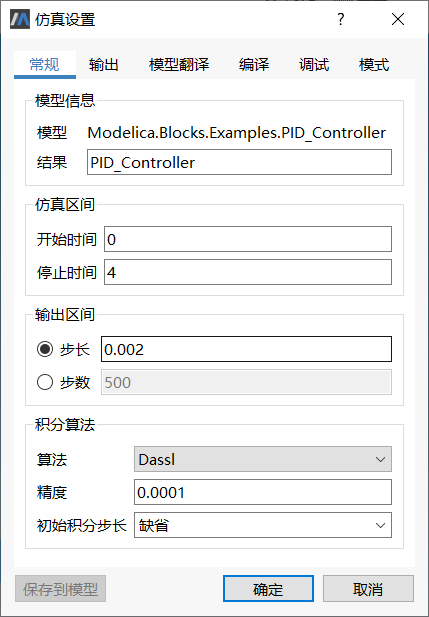 仿真设置
常规 输出 模型翻译 编译 调试 模式
模型信息
模型 Modelica.Blocks.Examples.PID_Controller
结果 PID_Controller
仿真区间
开始时间 0
停止时间 4
输出区间
步长 0.002
步数 500
积分算法
算法 Dassl
精度 0.0001
初始积分步长 缺省
保存到模型 确定 取消